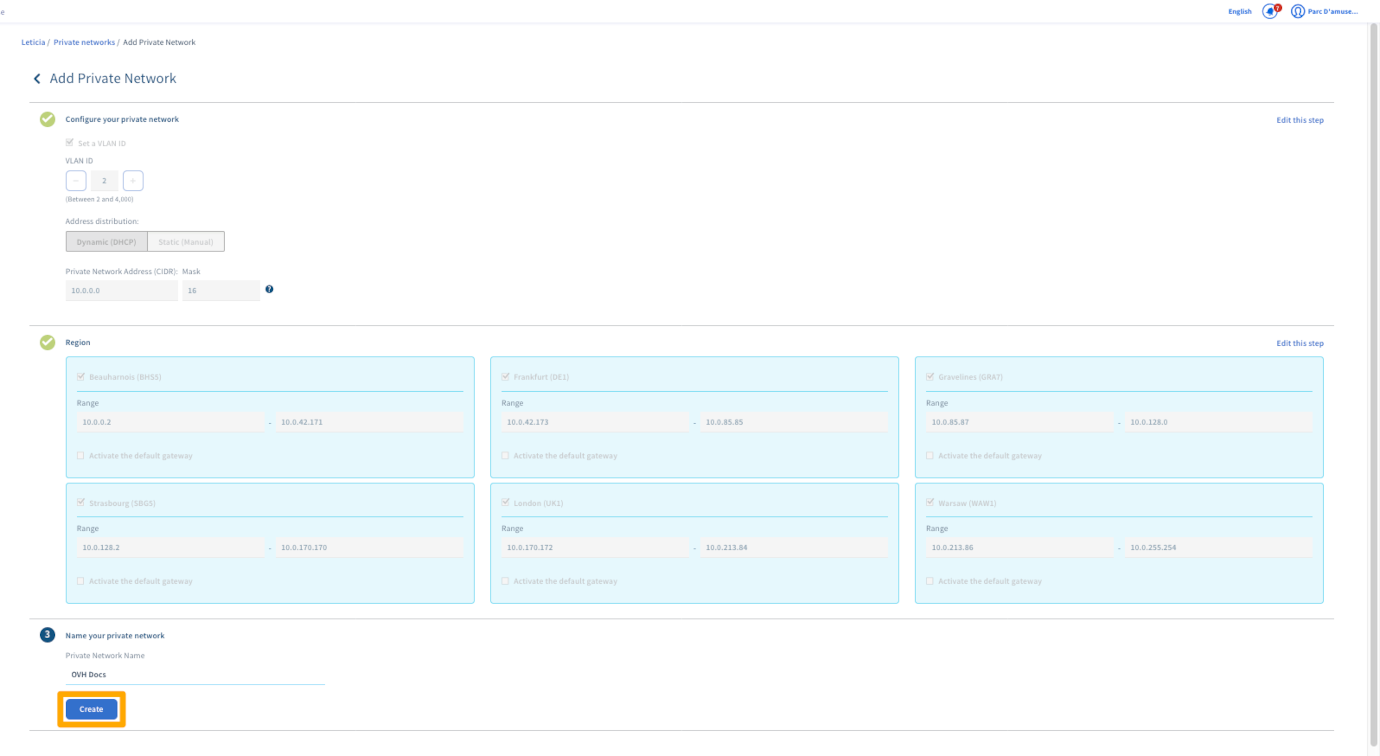 English 7 Parc D'amuse...
Leticia / Private networks / Add Private Network
Add Private Network
Configure your private network Edit this step
Set a VLAN ID
VLAN ID
- 2 +
(Between 2 and 4,000)
Address distribution:
Dynamic (DHCP) Static (Manual)
Private Network Address (CIDR): Mask
10.0.0.0 16 ?
Region Edit this step
Beauharnois (BHS5) Frankfurt (DE1) Gravelines (GRA7)
Range Range Range
10.0.0.2 - 10.0.42.171 10.0.42.173 - 10.0.85.85 10.0.85.87 - 10.0.128.0
Activate the default gateway Activate the default gateway Activate the default gateway
Strasbourg (SBG5) London (UK1) Warsaw (WAW1)
Range Range Range
10.0.128.2 - 10.0.170.170 10.0.170.172 - 10.0.213.84 10.0.213.86 - 10.0.255.254
Activate the default gateway Activate the default gateway Activate the default gateway
3 Name your private network
Private Network Name
OVH Docs
Create